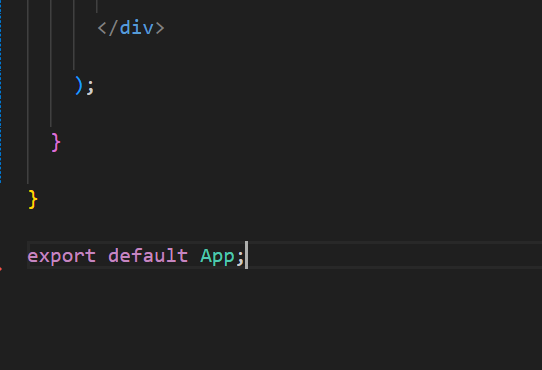 </div>
);
}
}
export default App;